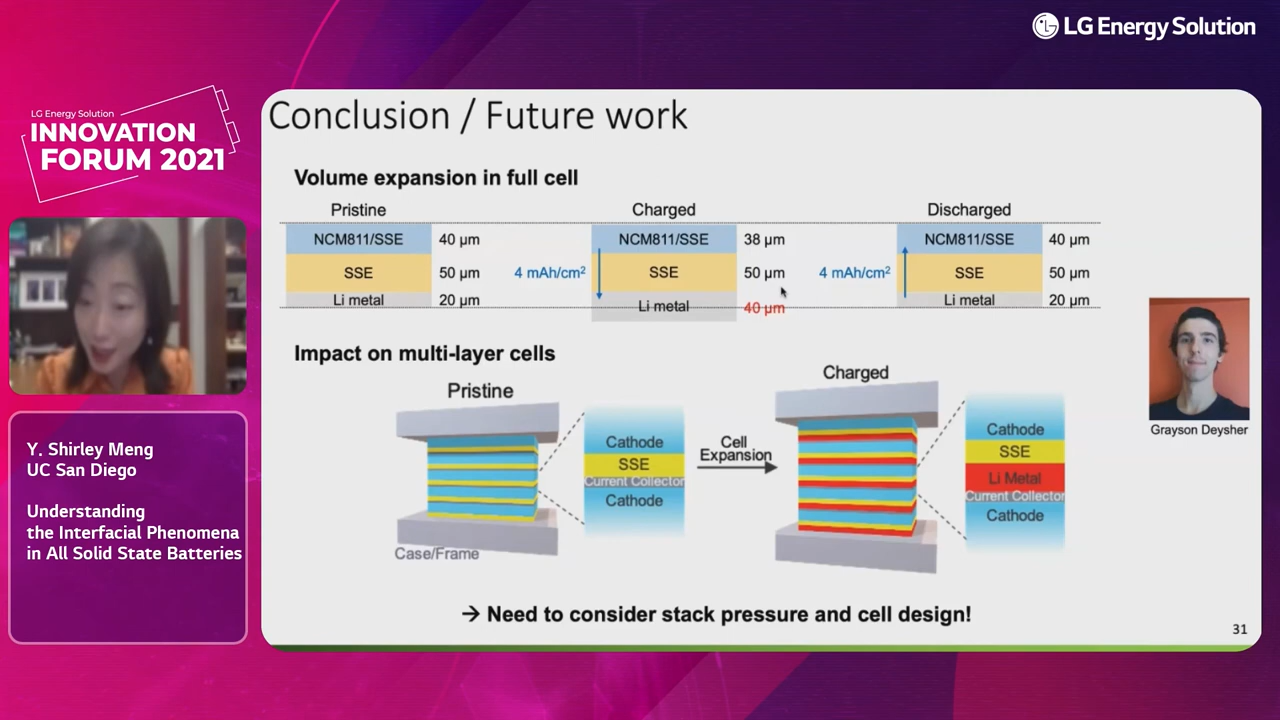 LG Energy Solution
LG Energy Solution
INNOVATION
FORUM 2021
Y. Shirley Meng
UC San Diego
Understanding
the Interfacial Phenomena
in All Solid State Batteries
Conclusion / Future work
Volume expansion in full cell
Pristine
NCM811/SSE 40 µm
SSE 50 µm
Li metal 20 µm
Charged
4 mAh/cm²
NCM811/SSE 38 µm
SSE 50 µm
Li metal 40 µm
Discharged
4 mAh/cm²
NCM811/SSE 40 µm
SSE 50 µm
Li metal 20 µm
Impact on multi-layer cells
Pristine
Case/Frame
Cathode
SSE
Current Collector
Cathode
Cell
Expansion
Charged
Cathode
SSE
Li Metal
Current Collector
Cathode
Grayson Deysher
→ Need to consider stack pressure and cell design!
31